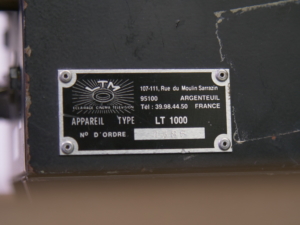 LTM
107-111, Rue du Moulin Sarrazin
95100 ARGENTEUIL
Tél : 39.98.44.50 FRANCE
APPAREIL TYPE LT 1000
N° D'ORDRE